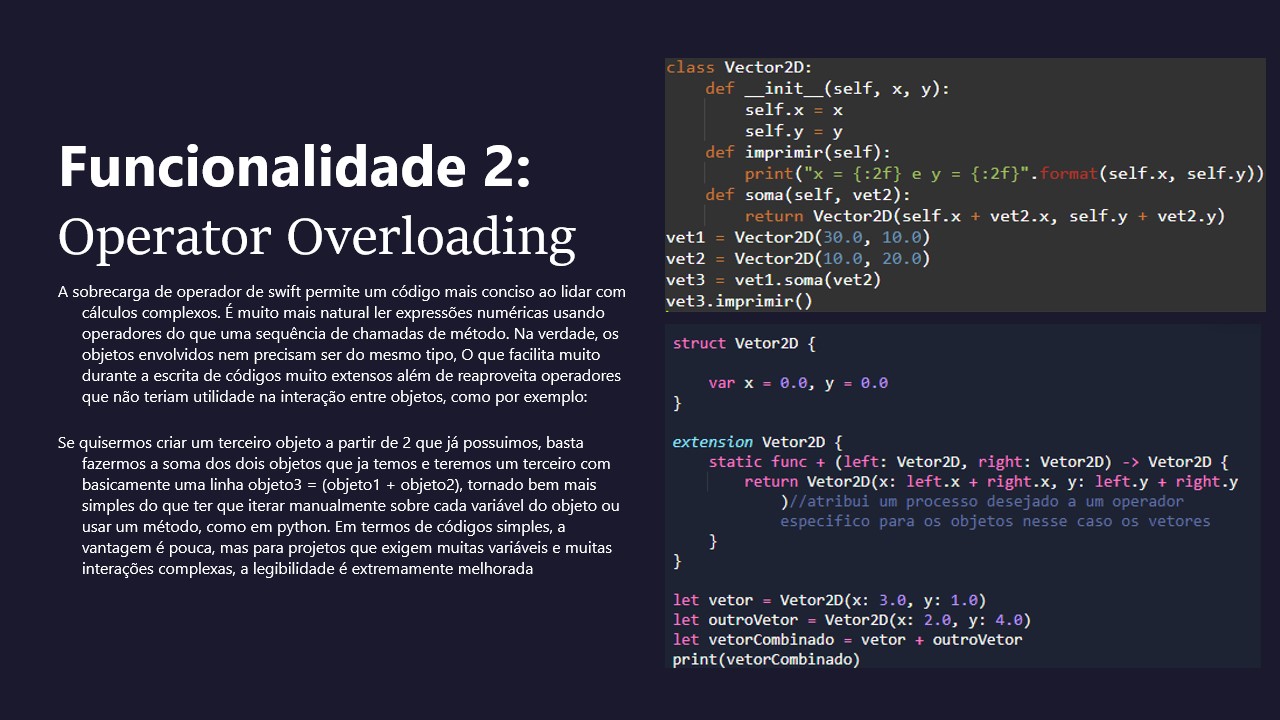 Funcionalidade 2:
Operator Overloading
A sobrecarga de operador de swift permite um código mais conciso ao lidar com
cálculos complexos. É muito mais natural ler expressões numéricas usando
operadores do que uma sequência de chamadas de método. Na verdade, os
objetos envolvidos nem precisam ser do mesmo tipo, O que facilita muito
durante a escrita de códigos muito extensos além de reaproveita operadores
que não teriam utilidade na interação entre objetos, como por exemplo:
Se quisermos criar um terceiro objeto a partir de 2 que já possuimos, basta
fazermos a soma dos dois objetos que ja temos e teremos um terceiro com
basicamente uma linha objeto3 = (objeto1 + objeto2), tornado bem mais
simples do que ter que iterar manualmente sobre cada variável do objeto ou
usar um método, como em python. Em termos de códigos simples, a
vantagem é pouca, mas para projetos que exigem muitas variáveis e muitas
interações complexas, a legibilidade é extremamente melhorada
class Vector2D:
    def __init__(self, x, y):
        self.x = x
        self.y = y
    def imprimir(self):
        print("x = {:2f} e y = {:2f}".format(self.x, self.y))
    def soma(self, vet2):
        return Vector2D(self.x + vet2.x, self.y + vet2.y)
vet1 = Vector2D(30.0, 10.0)
vet2 = Vector2D(10.0, 20.0)
vet3 = vet1.soma(vet2)
vet3.imprimir()
struct Vetor2D {
    var x = 0.0, y = 0.0
}
extension Vetor2D {
    static func + (left: Vetor2D, right: Vetor2D) -> Vetor2D {
        return Vetor2D(x: left.x + right.x, y: left.y + right.y
            )//atribui um processo desejado a um operador
            especifico para os objetos nesse caso os vetores
    }
}
let vetor = Vetor2D(x: 3.0, y: 1.0)
let outroVetor = Vetor2D(x: 2.0, y: 4.0)
let vetorCombinado = vetor + outroVetor
print(vetorCombinado)